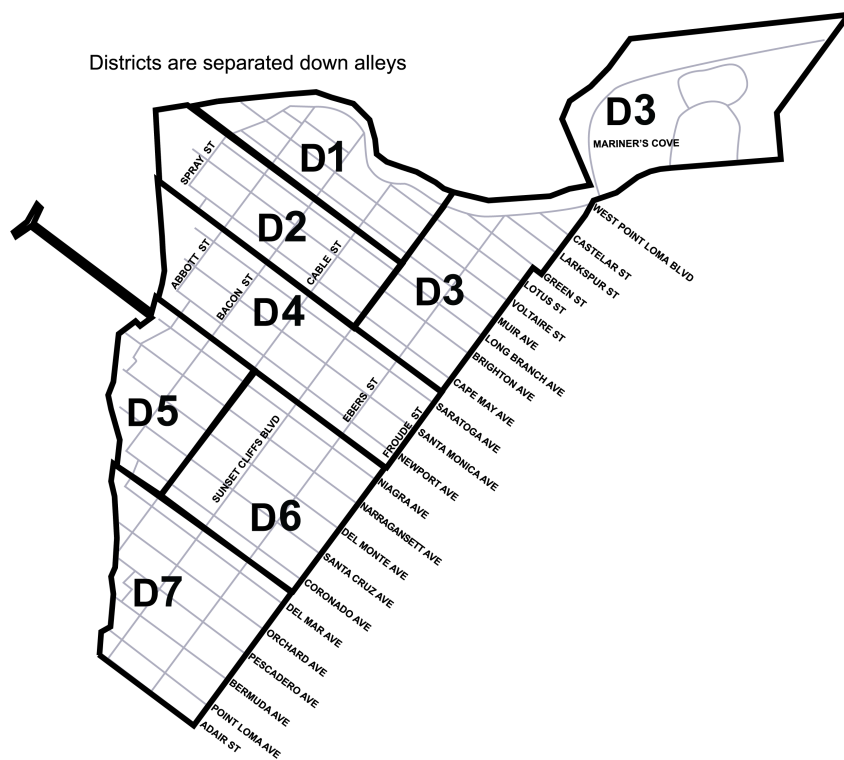 Districts are separated down alleys
D3
MARINER'S COVE
D1
SPRAY ST
D2
WEST POINT LOMA BLVD
CASTELAR ST
ABBOTT ST
CABLE ST
LARKSPUR ST
BACON ST
D3
GREEN ST
LOTUS ST
D4
VOLTAIRE ST
MUIR AVE
LONG BRANCH AVE
BRIGHTON AVE
EBERS ST
CAPE MAY AVE
D5
FROUDE ST
SARATOGA AVE
SANTA MONICA AVE
SUNSET CLIFFS BLVD
NEWPORT AVE
NIAGRA AVE
D6
NARRAGANSETT AVE
DEL MONTE AVE
SANTA CRUZ AVE
D7
CORONADO AVE
DEL MAR AVE
ORCHARD AVE
PESCADERO AVE
BERMUDA AVE
POINT LOMA AVE
ADAIR ST